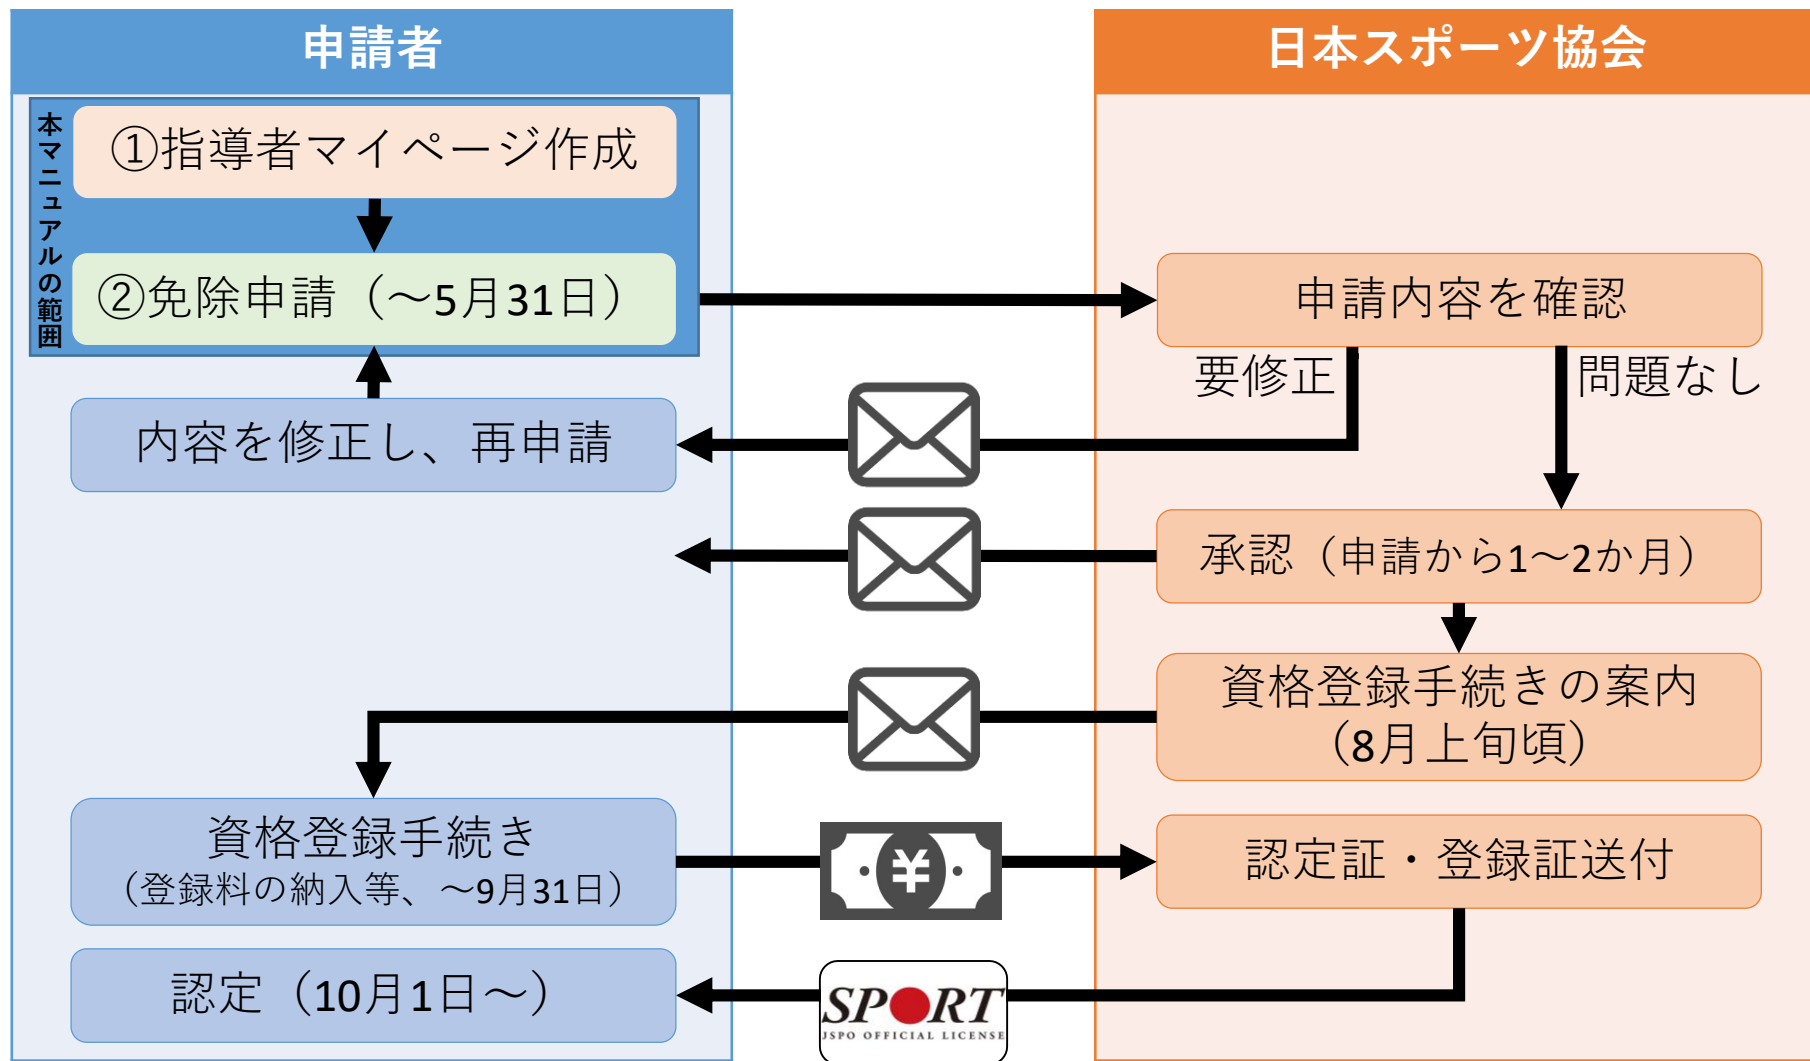 申請者
日本スポーツ協会
本マニュアルの範囲
①指導者マイページ作成
②免除申請（～5月31日）
申請内容を確認
要修正
問題なし
内容を修正し、再申請
承認（申請から1～2か月）
資格登録手続きの案内
（8月上旬頃）
資格登録手続き
（登録料の納入等、～9月31日）
¥
認定証・登録証送付
認定（10月1日～）
SPORT
JSPO OFFICIAL LICENSE